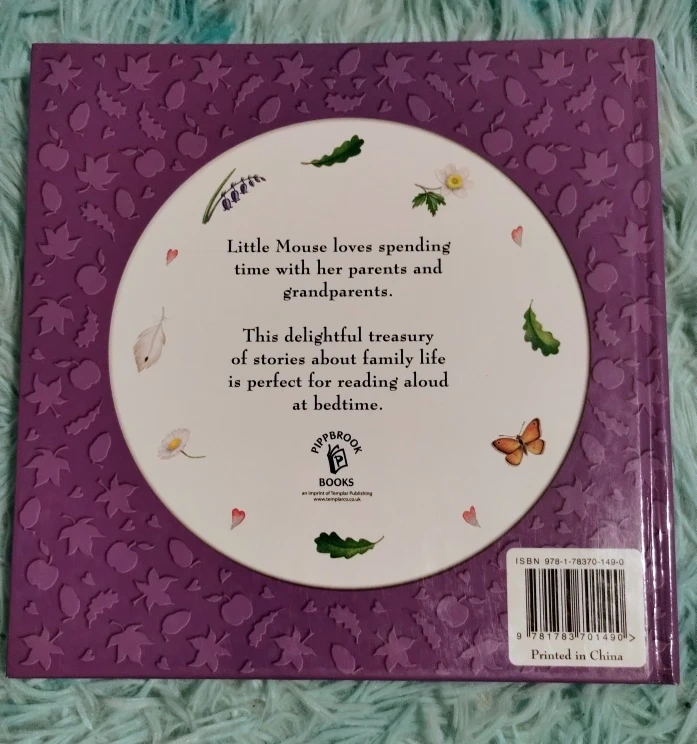 Little Mouse loves spending
time with her parents and
grandparents.
This delightful treasury
of stories about family life
is perfect for reading aloud
at bedtime.
PIPPBROOK
P
BOOKS
an imprint of Templar Publishing
www.templarco.co.uk
ISBN 978-1-78370-149-0
9 781783 701490 >
Printed in China